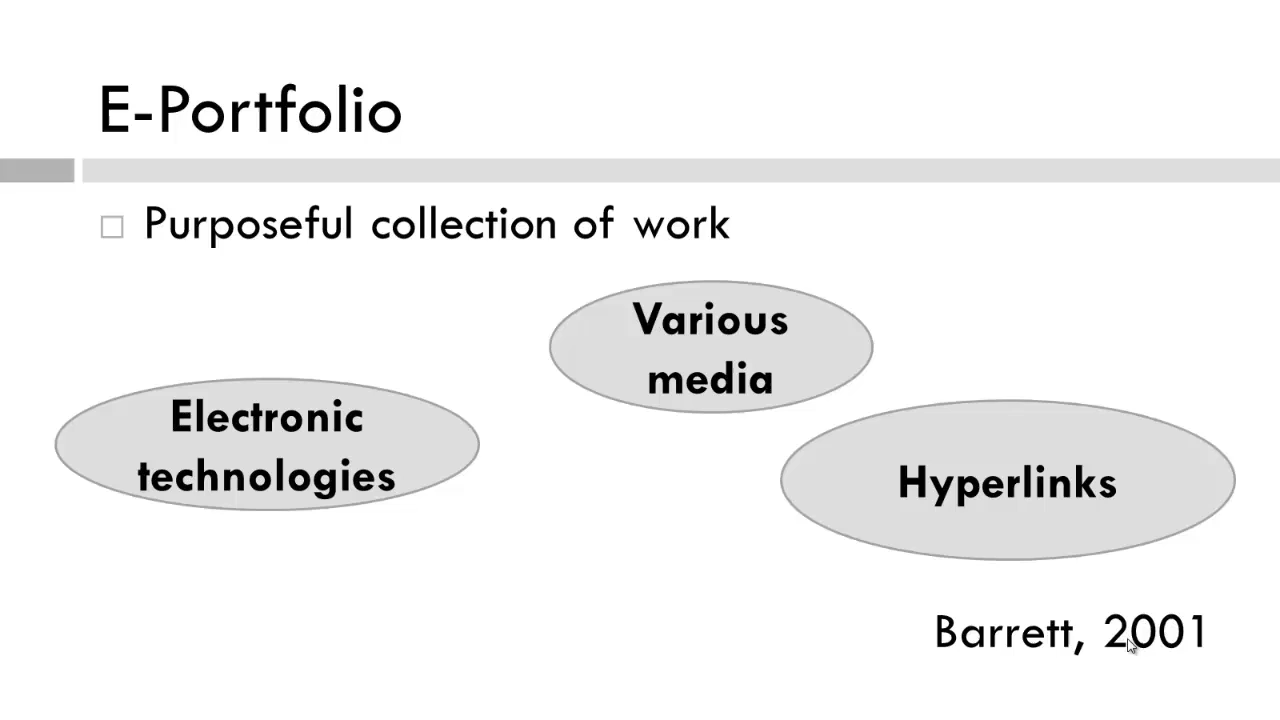 E-Portfolio
Purposeful collection of work
Various
media
Electronic
technologies
Hyperlinks
Barrett, 2001